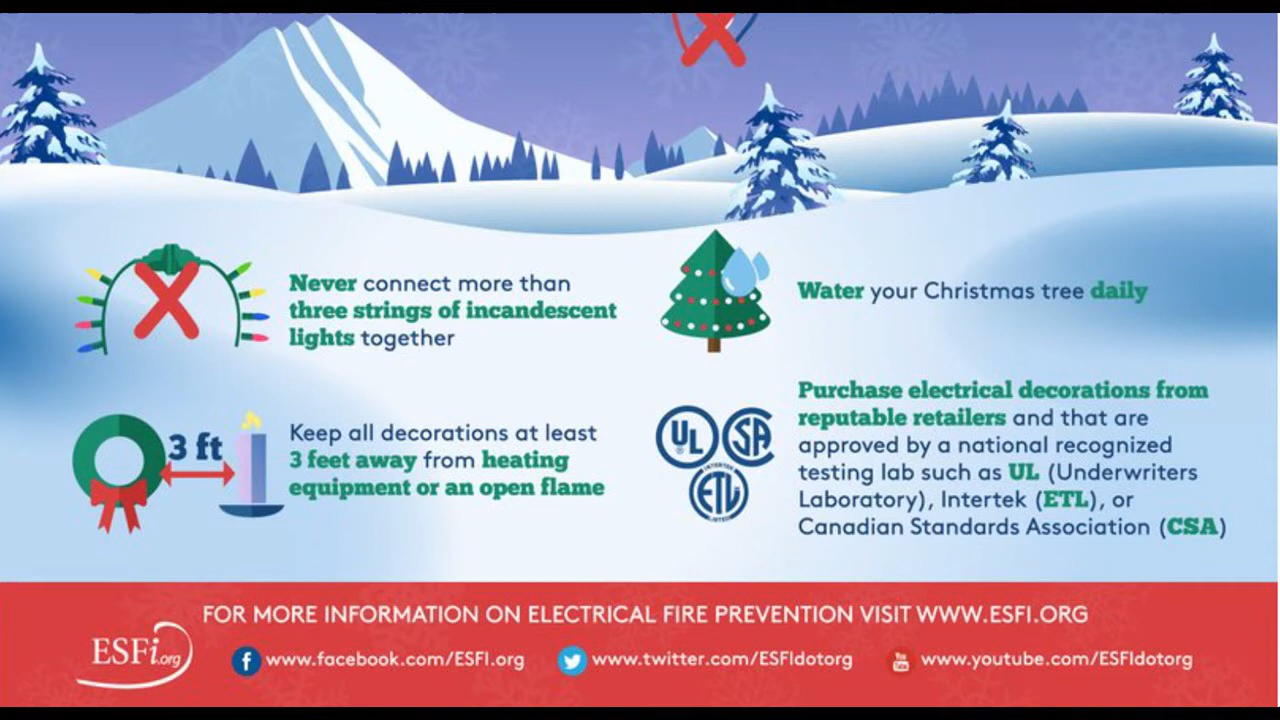 Never connect more than
three strings of incandescent
lights together
Water your Christmas tree daily
3 ft
Keep all decorations at least
3 feet away from heating
equipment or an open flame
UL
SA
INTERTEK
ETL
LISTED
Purchase electrical decorations from
reputable retailers and that are
approved by a national recognized
testing lab such as UL (Underwriters
Laboratory), Intertek (ETL), or
Canadian Standards Association (CSA)
FOR MORE INFORMATION ON ELECTRICAL FIRE PREVENTION VISIT WWW.ESFI.ORG
ESFi.org
f www.facebook.com/ESFI.org
www.twitter.com/ESFIdotorg
You Tube www.youtube.com/ESFIdotorg